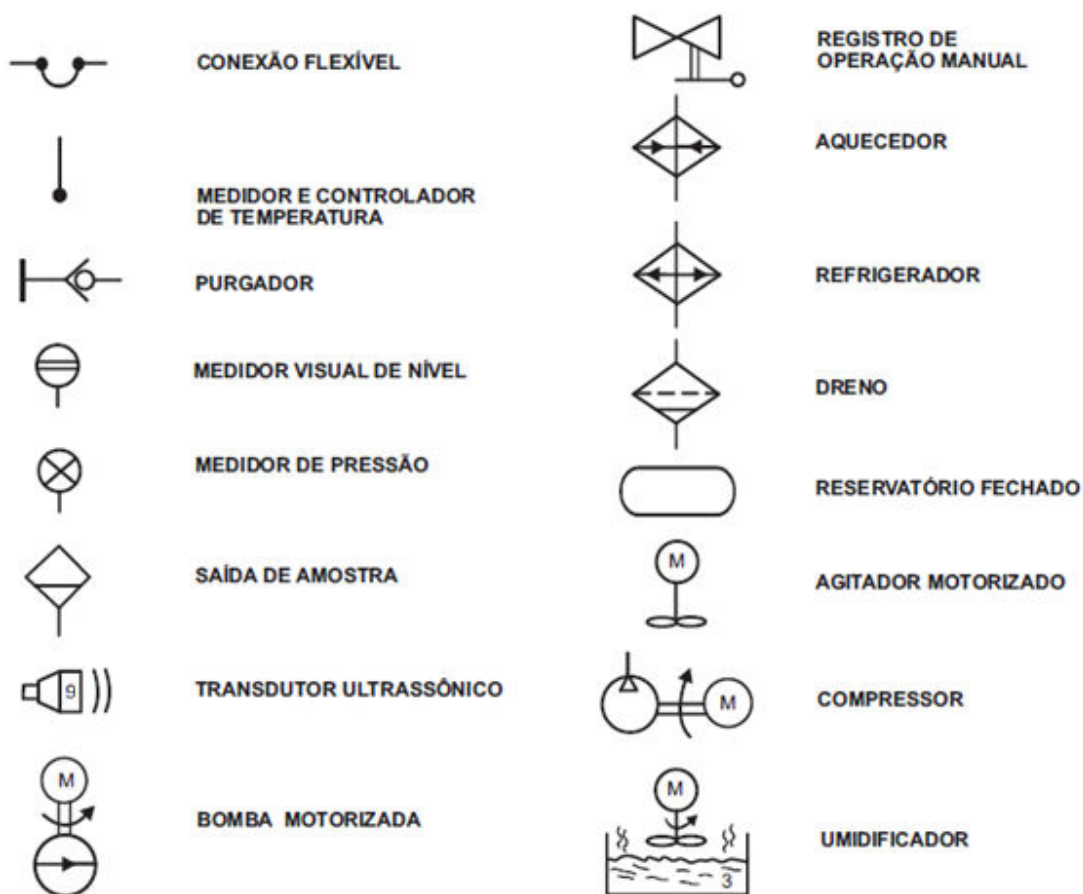 CONEXÃO FLEXÍVEL
MEDIDOR E CONTROLADOR
DE TEMPERATURA
PURGADOR
MEDIDOR VISUAL DE NÍVEL
MEDIDOR DE PRESSÃO
SAÍDA DE AMOSTRA
9
TRANSDUTOR ULTRASSÔNICO
M
BOMBA MOTORIZADA
REGISTRO DE
OPERAÇÃO MANUAL
AQUECEDOR
REFRIGERADOR
DRENO
RESERVATÓRIO FECHADO
M
AGITADOR MOTORIZADO
M
COMPRESSOR
M
3
UMIDIFICADOR